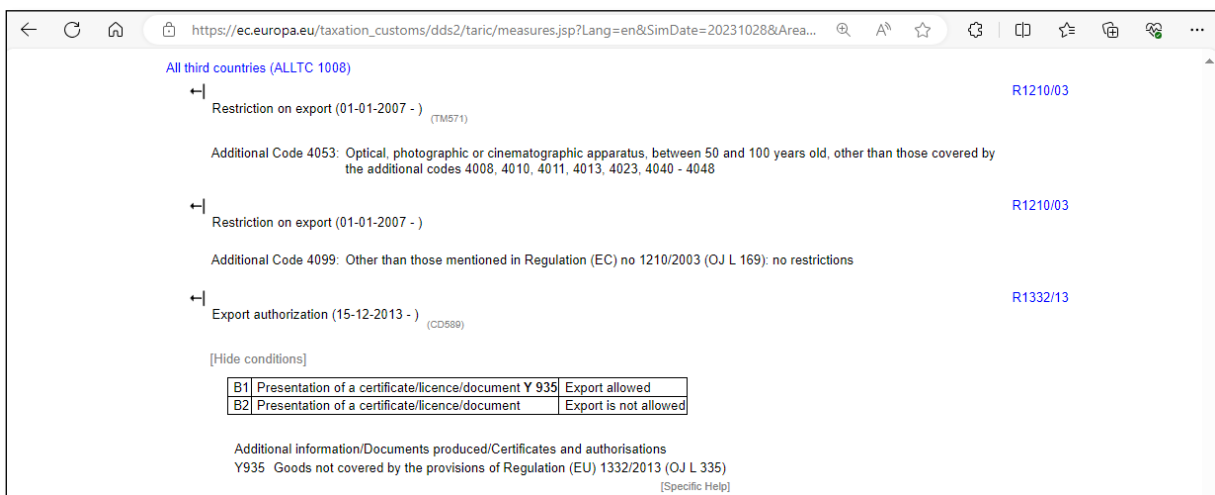 https://ec.europa.eu/taxation_customs/dds2/taric/measures.jsp?Lang=en&SimDate=20231028&Area...
All third countries (ALLTC 1008)
R1210/03
Restriction on export (01-01-2007 - ) (TM571)
Additional Code 4053: Optical, photographic or cinematographic apparatus, between 50 and 100 years old, other than those covered by
the additional codes 4008, 4010, 4011, 4013, 4023, 4040 - 4048
R1210/03
Restriction on export (01-01-2007 - )
Additional Code 4099: Other than those mentioned in Regulation (EC) no 1210/2003 (OJ L 169): no restrictions
R1332/13
Export authorization (15-12-2013 - ) (CD589)
[Hide conditions]
B1 Presentation of a certificate/licence/document Y 935 Export allowed
B2 Presentation of a certificate/licence/document Export is not allowed
Additional information/Documents produced/Certificates and authorisations
Y935 Goods not covered by the provisions of Regulation (EU) 1332/2013 (OJ L 335)
[Specific Help]